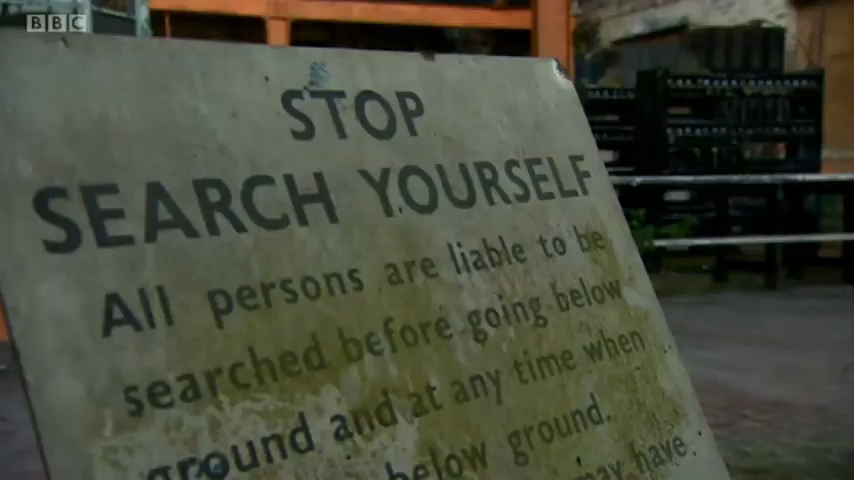 BBC
STOP
SEARCH YOURSELF
All persons are liable to be
searched before going below
ground and at any time when
below ground.
may have